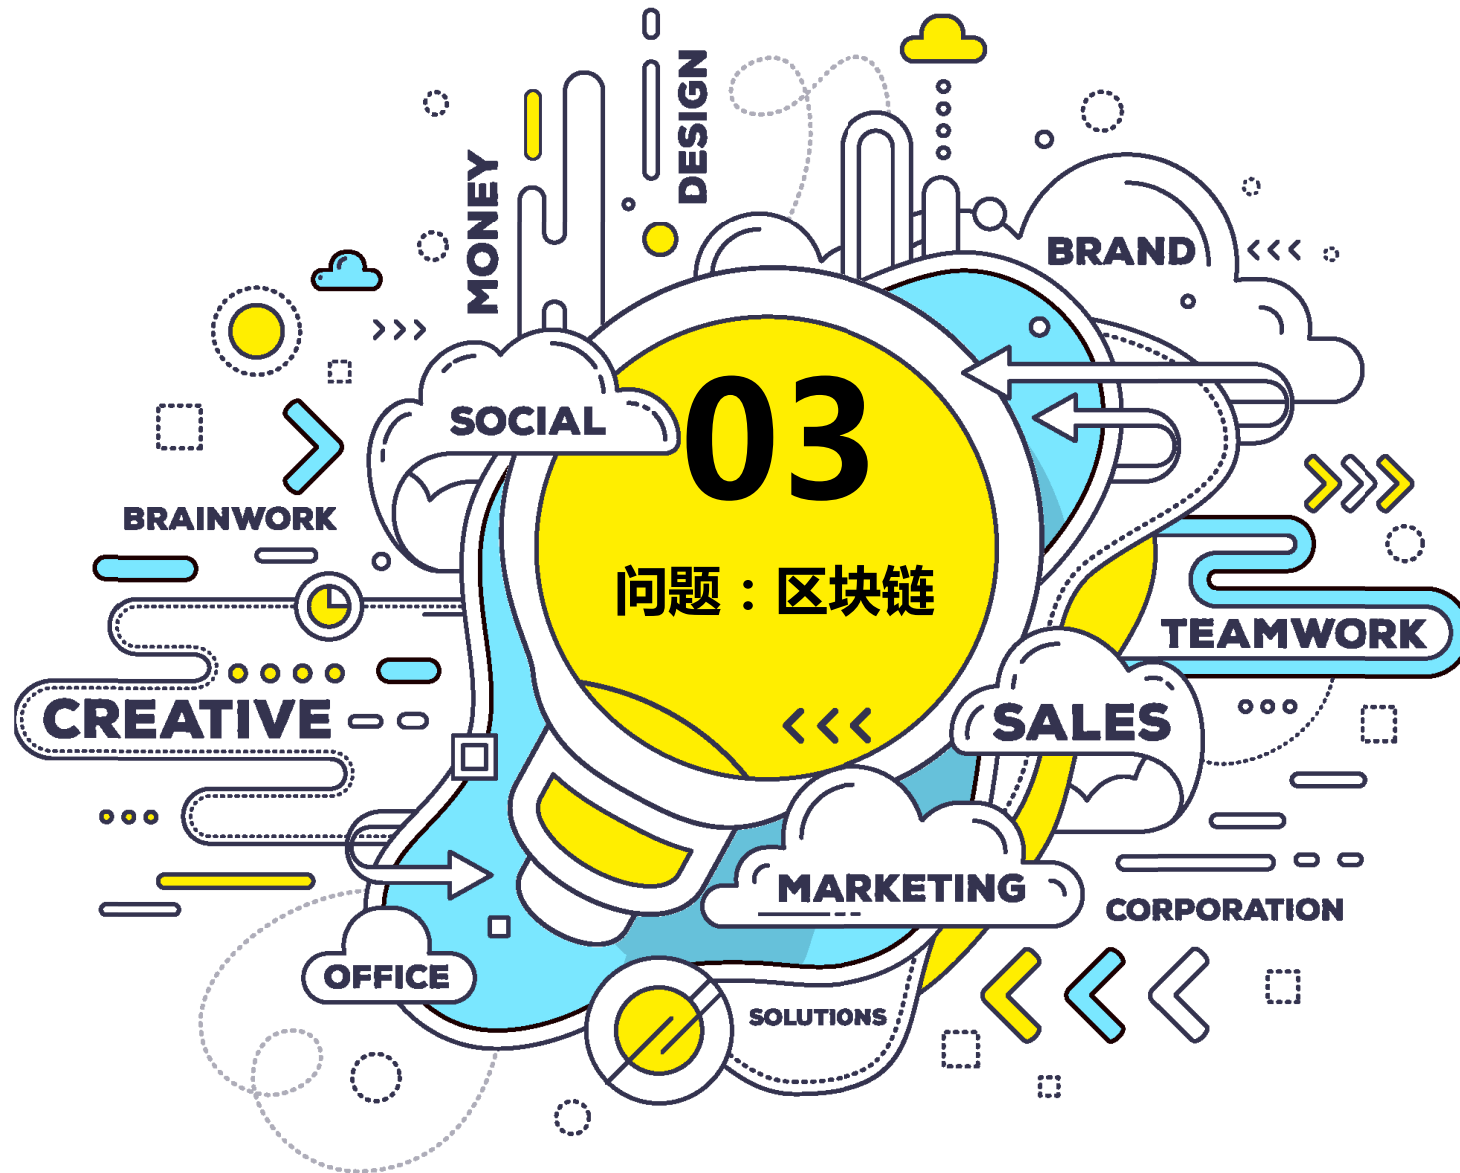 DESIGN
MONEY
BRAND
SOCIAL
03
BRAINWORK
问题：区块链
TEAMWORK
CREATIVE
SALES
MARKETING
CORPORATION
OFFICE
SOLUTIONS